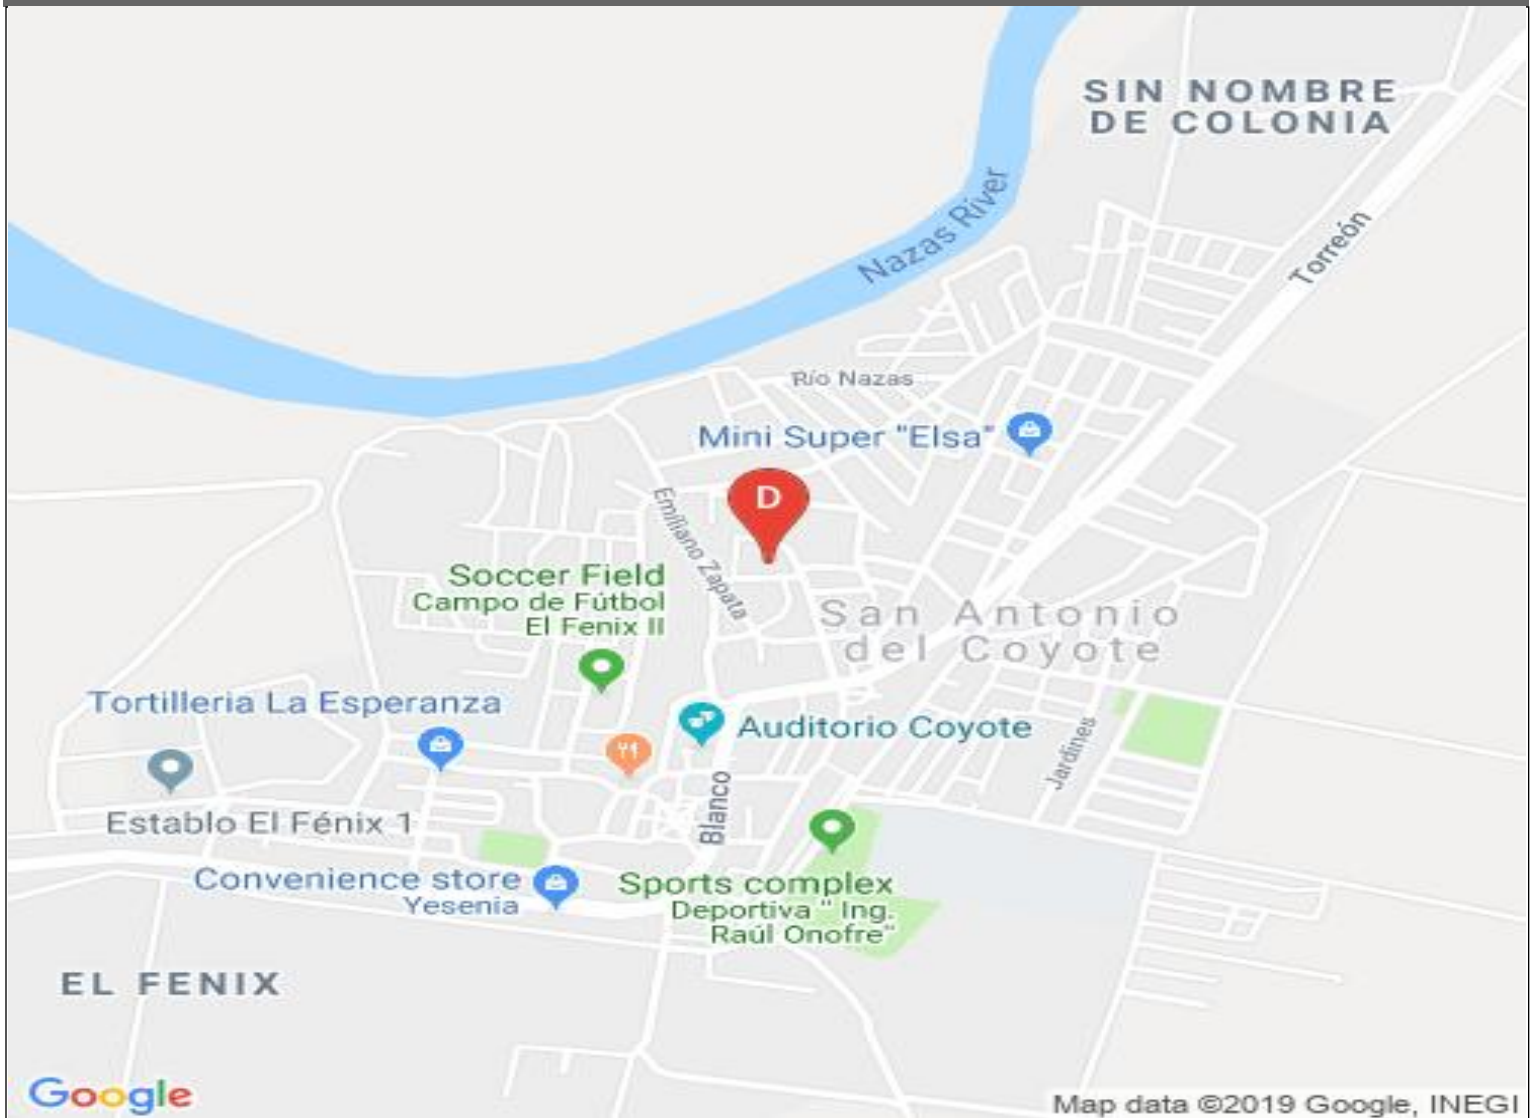 SIN NOMBRE
DE COLONIA
Nazas River
Torreón
Río Nazas
Mini Super "Elsa"
D
Emiliano Zapata
Soccer Field
Campo de Fútbol
El Fenix II
San Antonio
del Coyote
Tortilleria La Esperanza
Auditorio Coyote
Jardines
Blanco
Establo El Fénix 1
Convenience store
Yesenia
Sports complex
Deportiva " Ing.
Raúl Onofre"
EL FENIX
Google
Map data ©2019 Google, INEGI